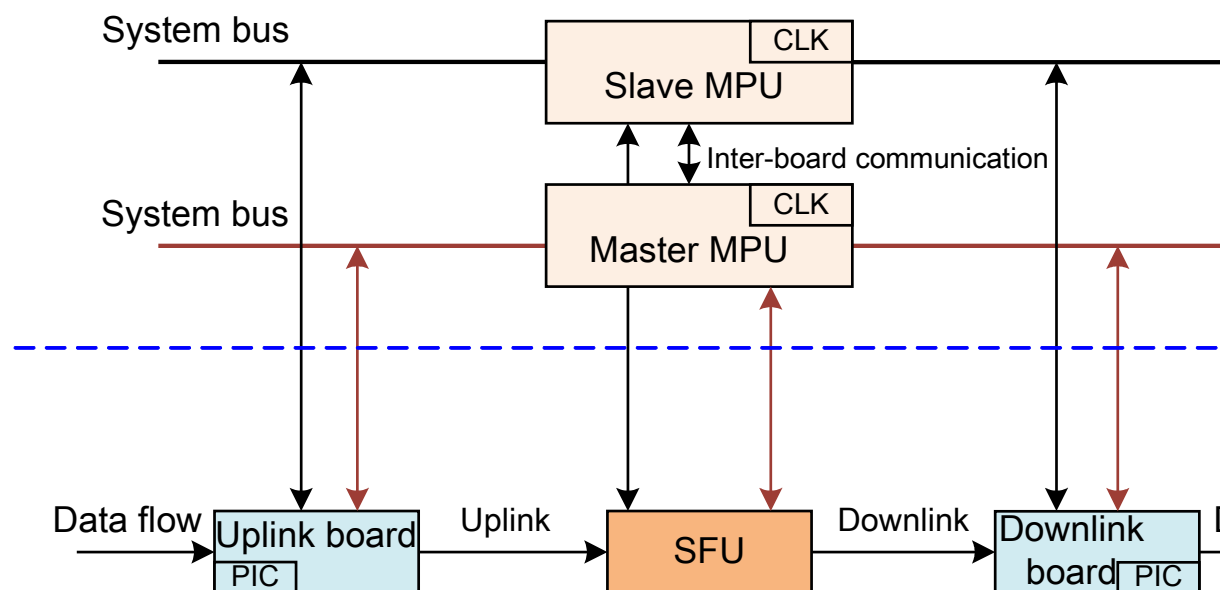 System bus
CLK
Slave MPU
Inter-board communication
System bus
CLK
Master MPU
Data flow
Uplink board
PIC
Uplink
SFU
Downlink
Downlink
board
PIC